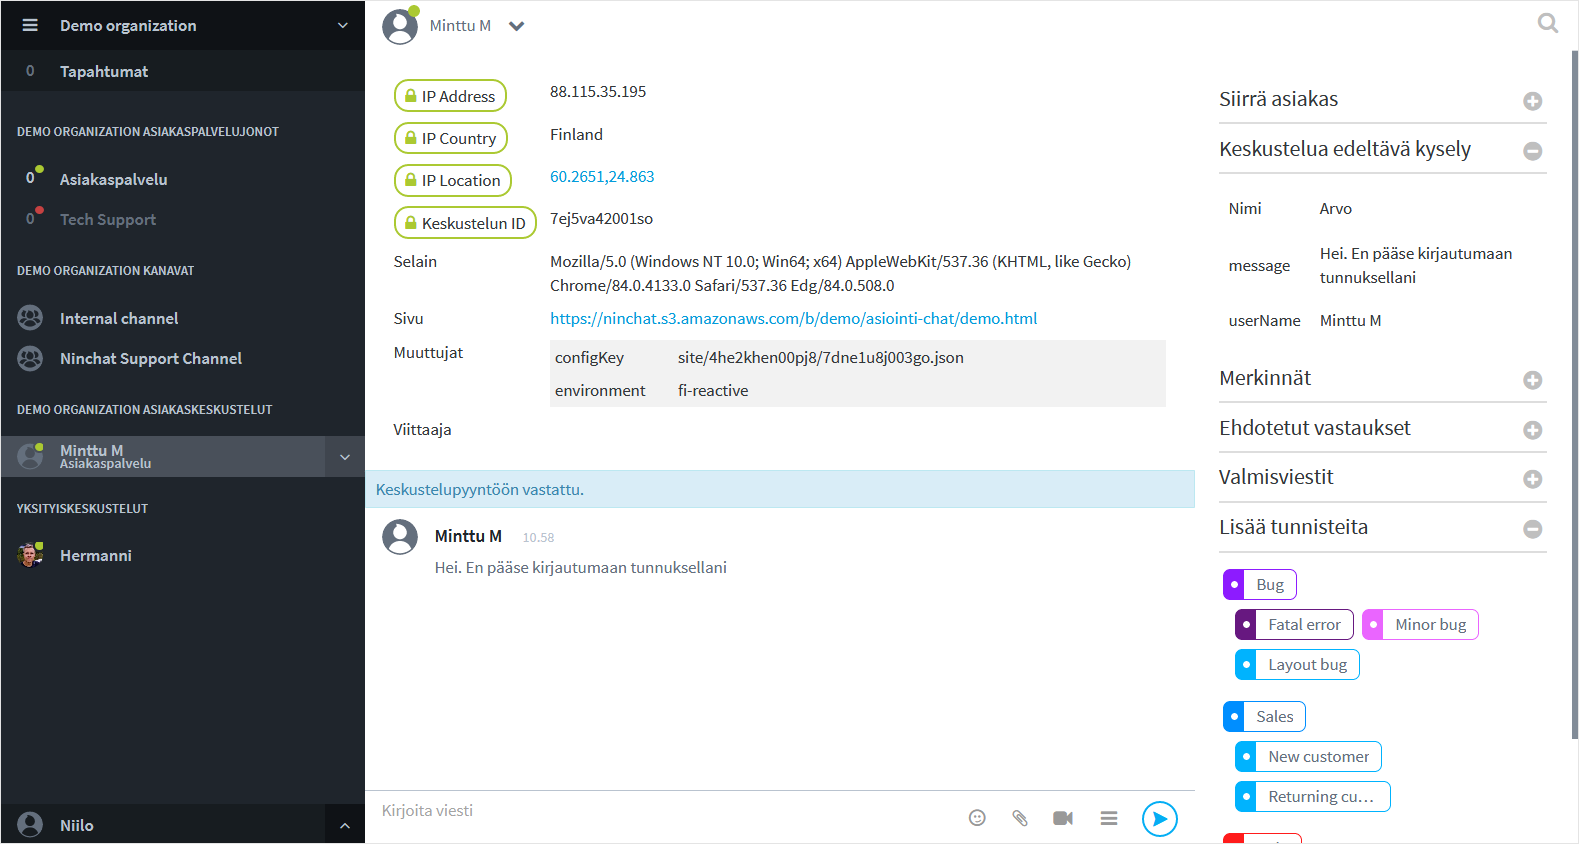 Demo organization
0 Tapahtumat
DEMO ORGANIZATION ASIAKASPALVELUJONOT
0 Asiakaspalvelu
0 Tech Support
DEMO ORGANIZATION KANAVAT
Internal channel
Ninchat Support Channel
DEMO ORGANIZATION ASIAKASKESKUSTELUT
Minttu M
Asiakaspalvelu
YKSITYISKESKUSTELUT
Hermanni
Niilo
Minttu M
IP Address 88.115.35.195
IP Country Finland
IP Location 60.2651,24.863
Keskustelun ID 7ej5va42001so
Selain Mozilla/5.0 (Windows NT 10.0; Win64; x64) AppleWebKit/537.36 (KHTML, like Gecko)
Chrome/84.0.4133.0 Safari/537.36 Edg/84.0.508.0
Sivu https://ninchat.s3.amazonaws.com/b/demo/asiointi-chat/demo.html
Muuttujat configKey site/4he2khen00pj8/7dne1u8j003go.json
environment fi-reactive
Viittaaja
Keskustelupyyntöön vastattu.
Minttu M 10.58
Hei. En pääse kirjautumaan tunnuksellani
Kirjoita viesti
Siirrä asiakas
Keskustelua edeltävä kysely
Nimi Arvo
message Hei. En pääse kirjautumaan
tunnuksellani
userName Minttu M
Merkinnät
Ehdotetut vastaukset
Valmisviestit
Lisää tunnisteita
Bug
Fatal error Minor bug
Layout bug
Sales
New customer
Returning cu…